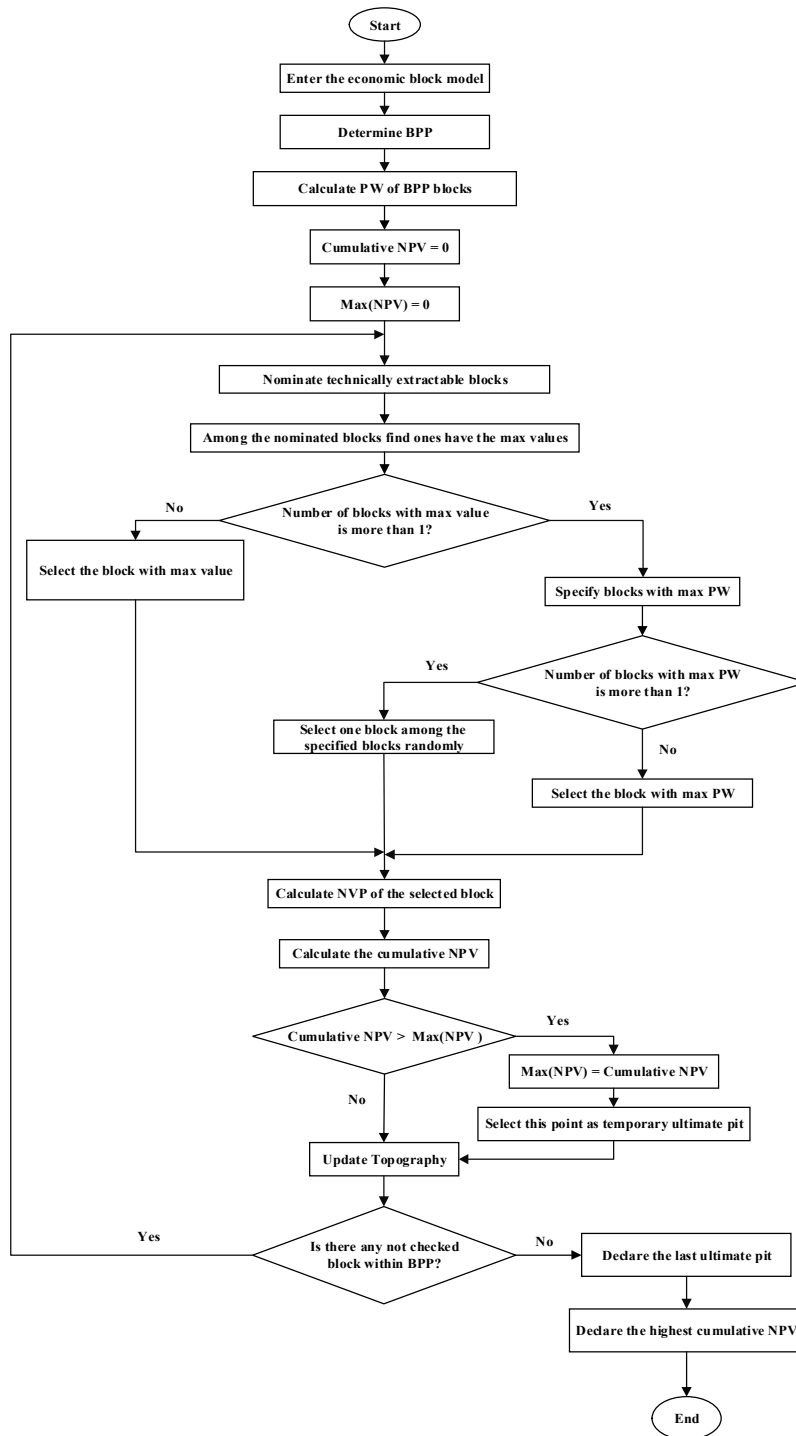 Start
Enter the economic block model
Determine BPP
Calculate PW of BPP blocks
Cumulative NPV = 0
Max(NPV) = 0
Nominate technically extractable blocks
Among the nominated blocks find ones have the max values
No
Number of blocks with max value
is more than 1?
Yes
Select the block with max value
Specify blocks with max PW
Yes
Number of blocks with max PW
is more than 1?
Select one block among the
specified blocks randomly
No
Select the block with max PW
Calculate NVP of the selected block
Calculate the cumulative NPV
Cumulative NPV > Max(NPV )
Yes
Max(NPV) = Cumulative NPV
No
Select this point as temporary ultimate pit
Update Topography
Yes
Is there any not checked
block within BPP?
No
Declare the last ultimate pit
Declare the highest cumulative NPV
End